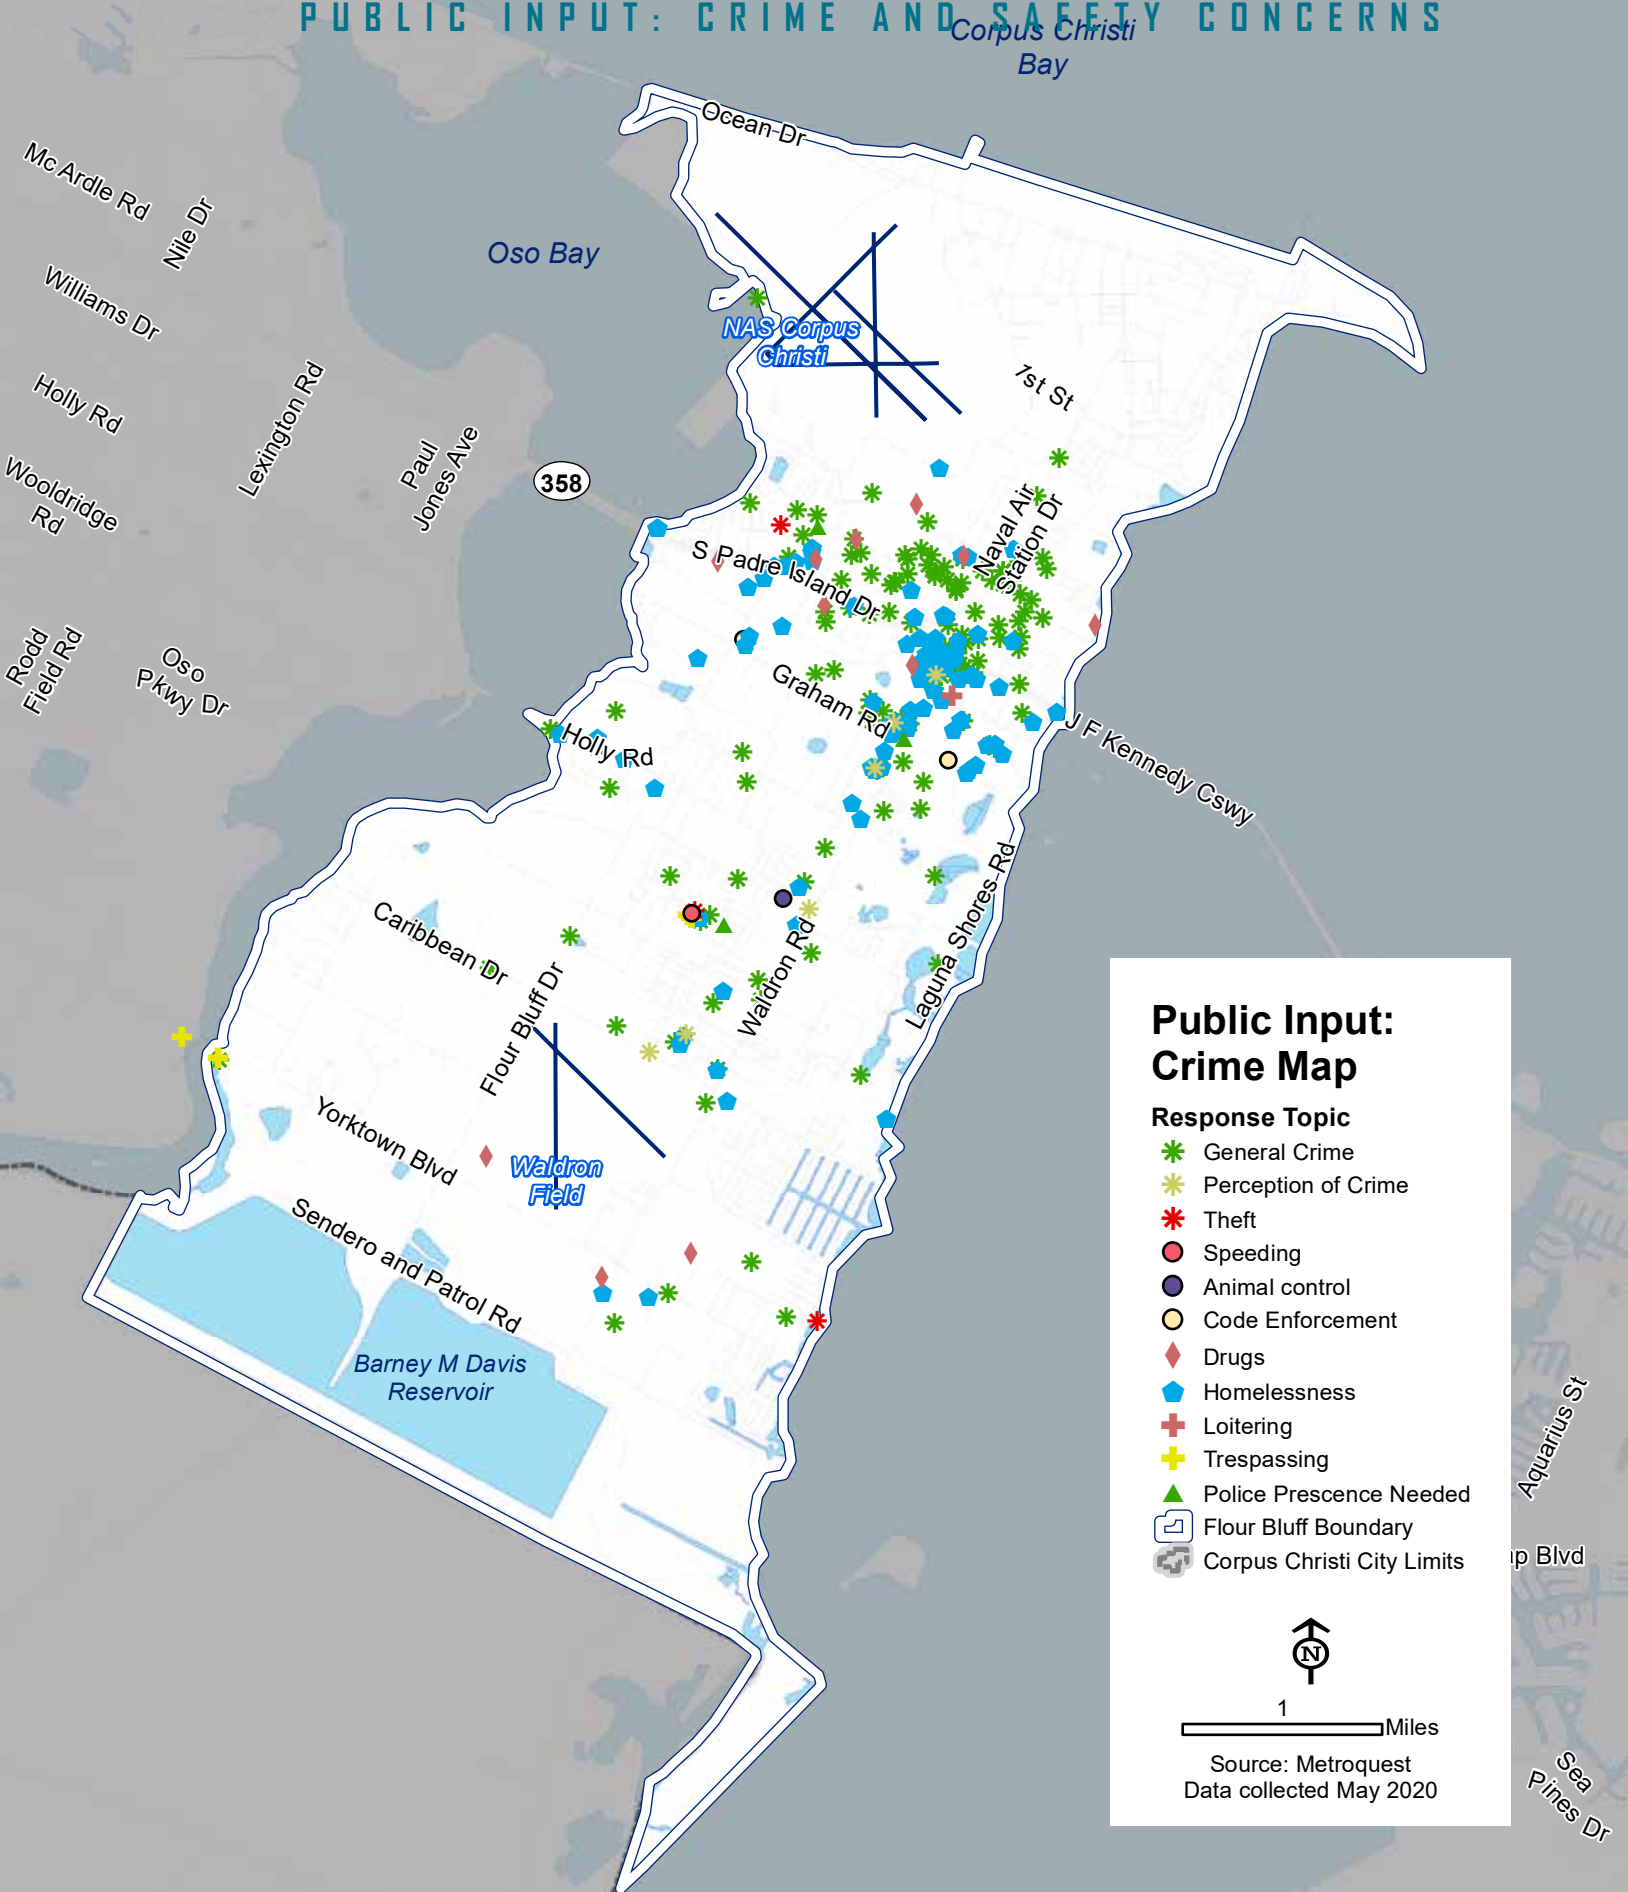 PUBLIC INPUT: CRIME AND SAFETY CONCERNS
Corpus Christi
Bay
Ocean Dr
Mc Ardle Rd
Nile Dr
Oso Bay
Williams Dr
NAS Corpus
Christi
Holly Rd
Lexington Rd
1st St
Paul
Jones Ave
Wooldridge
Rd
358
Naval Air
Station Dr
S Padre Island Dr
Rodd
Field Rd
Oso
Pkwy Dr
Graham Rd
Holly Rd
J F Kennedy Cswy
Caribbean Dr
Flour Bluff Dr
Waldron Rd
Laguna Shores Rd
Yorktown Blvd
Waldron
Field
Sendero and Patrol Rd
Barney M Davis
Reservoir
Public Input:
Crime Map
Response Topic
General Crime
Perception of Crime
Theft
Speeding
Animal control
Code Enforcement
Drugs
Homelessness
Loitering
Trespassing
Police Prescence Needed
Flour Bluff Boundary
Corpus Christi City Limits
N
1
Miles
Source: Metroquest
Data collected May 2020
Aquarius St
Blvd
Sea
Pines Dr